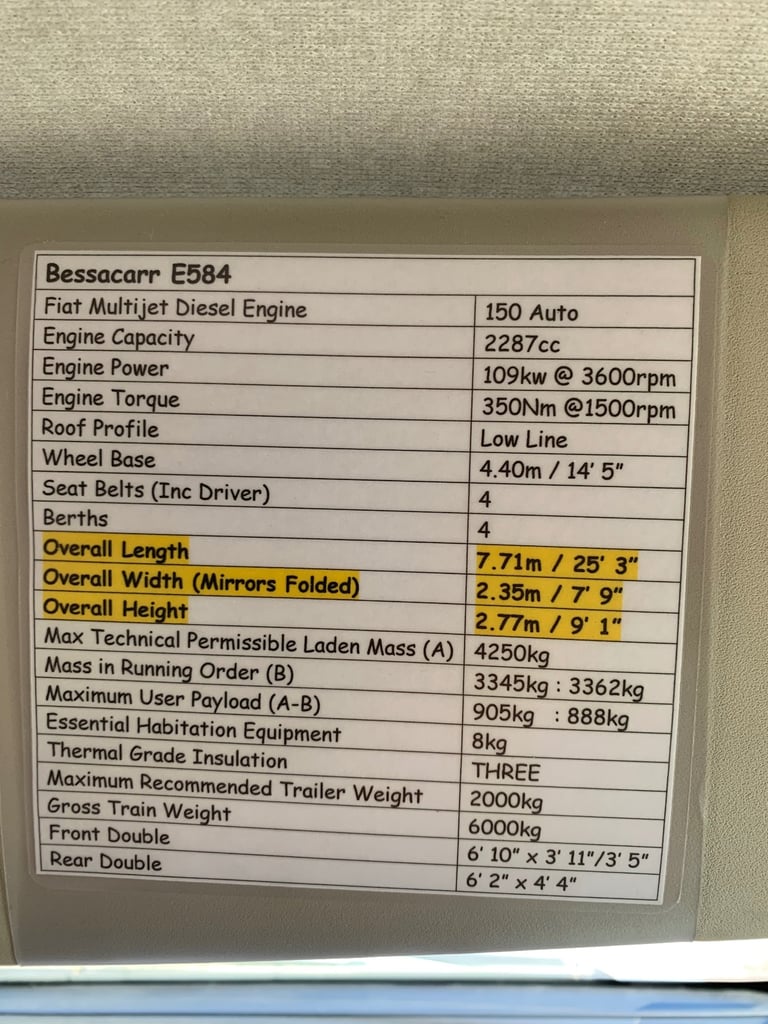 Bessacarr E584
Fiat Multijet Diesel Engine 150 Auto
Engine Capacity 2287cc
Engine Power 109kw @ 3600rpm
Engine Torque 350Nm @1500rpm
Roof Profile Low Line
Wheel Base 4.40m / 14' 5"
Seat Belts (Inc Driver) 4
Berths 4
Overall Length 7.71m / 25' 3"
Overall Width (Mirrors Folded) 2.35m / 7' 9"
Overall Height 2.77m / 9' 1"
Max Technical Permissible Laden Mass (A) 4250kg
Mass in Running Order (B) 3345kg : 3362kg
Maximum User Payload (A-B) 905kg : 888kg
Essential Habitation Equipment 8kg
Thermal Grade Insulation THREE
Maximum Recommended Trailer Weight 2000kg
Gross Train Weight 6000kg
Front Double 6' 10" x 3' 11"/3' 5"
Rear Double 6' 2" x 4' 4"